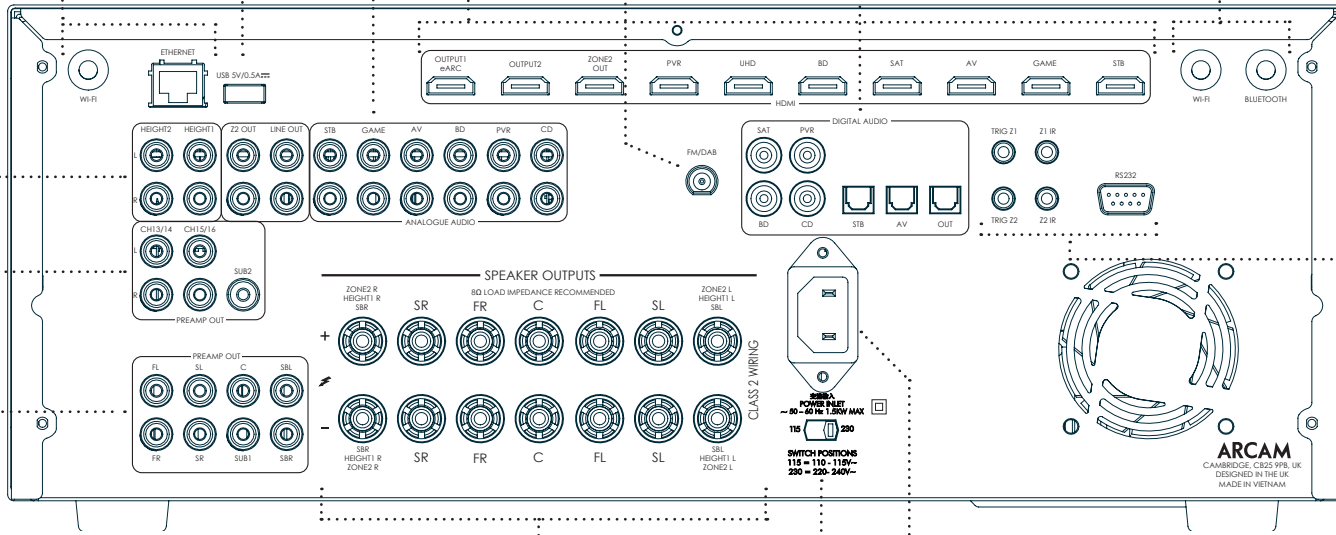 WI-FI
ETHERNET
USB 5V/0.5A
OUTPUT1
eARC
OUTPUT2
ZONE2
OUT
PVR
UHD
BD
SAT
AV
GAME
STB
HDMI
WI-FI
BLUETOOTH
HEIGHT2
HEIGHT1
Z2 OUT
LINE OUT
STB
GAME
AV
BD
PVR
CD
L
R
ANALOGUE AUDIO
FM/DAB
DIGITAL AUDIO
SAT
PVR
BD
CD
STB
AV
OUT
TRIG Z1
Z1 IR
TRIG Z2
Z2 IR
RS232
CH13/14
CH15/16
L
R
SUB2
PREAMP OUT
SPEAKER OUTPUTS
8Ω LOAD IMPEDANCE RECOMMENDED
ZONE2 R
HEIGHT1 R
SBR
SR
FR
C
FL
SL
ZONE2 L
HEIGHT1 L
SBL
+
−
SBR
HEIGHT1 R
ZONE2 R
SR
FR
C
FL
SL
SBL
HEIGHT1 L
ZONE2 L
CLASS 2 WIRING
PREAMP OUT
FL
SL
C
SBL
FR
SR
SUB1
SBR
POWER INLET
~ 50 – 60 Hz 1.5KW MAX
115
230
SWITCH POSITIONS
115 = 110 - 115V~
230 = 220- 240V~
ARCAM
CAMBRIDGE, CB25 9PB, UK
DESIGNED IN THE UK
MADE IN VIETNAM